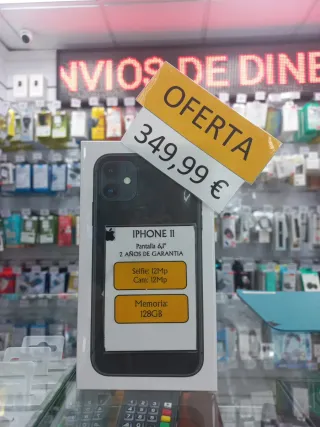 NVIOS DE DINE
OFERTA
349,99 €
IPHONE 11
Pantalla 6,1"
2 AÑOS DE GARANTIA
Selfie: 12Mp
Cam: 12Mp
Memoria:
128GB